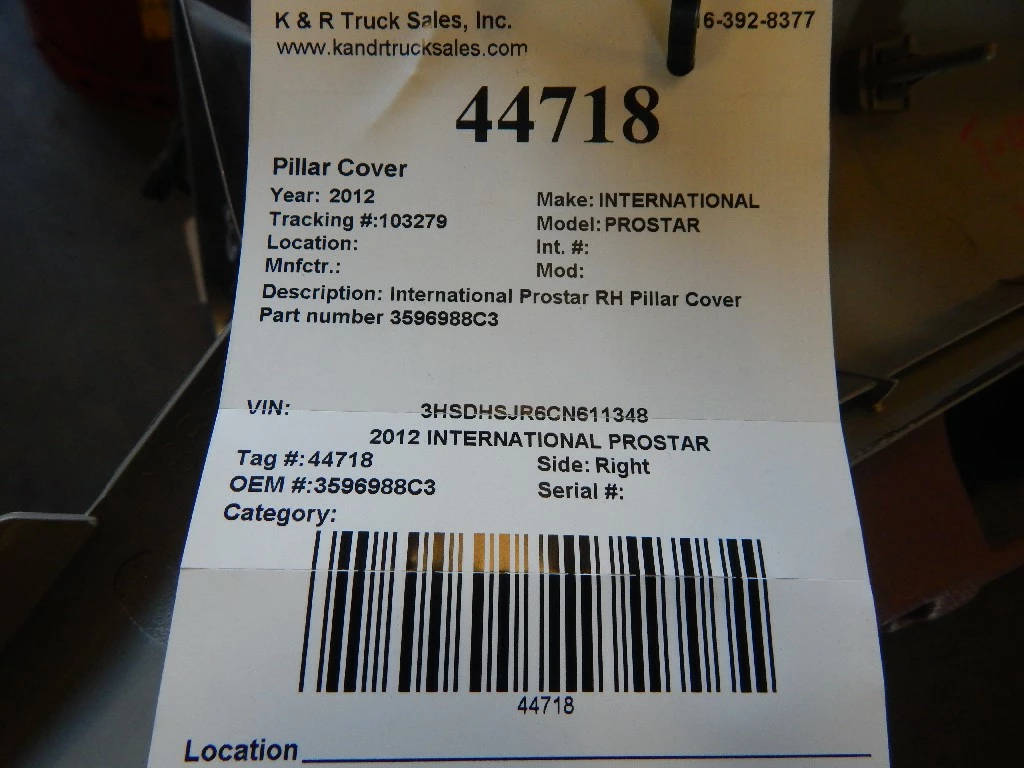 K & R Truck Sales, Inc. 6-392-8377
www.kandrtrucksales.com
44718
Pillar Cover
Year: 2012 Make: INTERNATIONAL
Tracking #:103279 Model: PROSTAR
Location: Int. #:
Mnfctr.: Mod:
Description: International Prostar RH Pillar Cover
Part number 3596988C3
VIN: 3HSDHSJR6CN611348
2012 INTERNATIONAL PROSTAR
Tag #:44718 Side: Right
OEM #:3596988C3 Serial #:
Category:
44718
Location